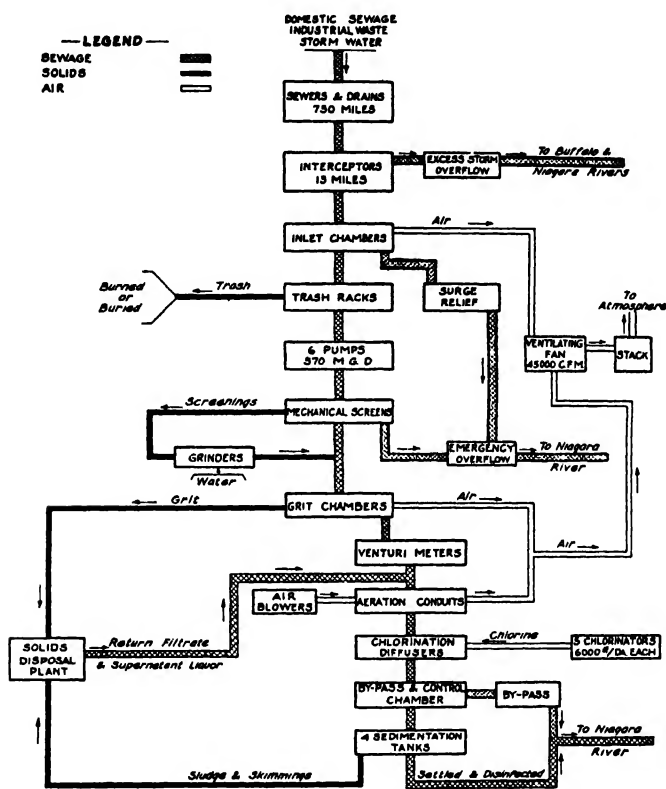 DOMESTIC SEWAGE
INDUSTRIAL WASTE
STORM WATER
— LEGEND —
SEWAGE
SOLIDS
AIR
SEWERS & DRAINS
750 MILES
INTERCEPTORS
13 MILES
EXCESS STORM
OVERFLOW
To Buffalo &
Niagara Rivers
INLET CHAMBERS
Air
Burned
or
Buried
Trash
TRASH RACKS
SURGE
RELIEF
To
Atmosphere
VENTILATING
FAN
45000 C.F.M.
STACK
6 PUMPS
570 M G D
Screenings
MECHANICAL SCREENS
GRINDERS
Water
EMERGENCY
OVERFLOW
To Niagara
River
Grit
GRIT CHAMBERS
Air
Air
VENTURI METERS
AIR
BLOWERS
AERATION CONDUITS
SOLIDS
DISPOSAL
PLANT
Return Filtrate
& Supernatent Liquor
CHLORINATION
DIFFUSERS
Chlorine
5 CHLORINATORS
6000 #/DA. EACH
BY-PASS & CONTROL
CHAMBER
BY-PASS
4 SEDIMENTATION
TANKS
To Niagara
River
Sludge & Skimmings
Settled & Disinfected